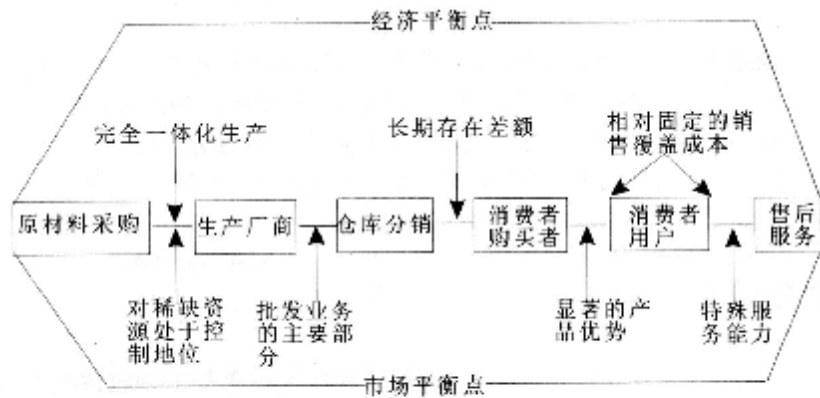 经济平衡点
完全一体化生产
长期存在差额
相对固定的销
售覆盖成本
原材料采购
生产厂商
仓库分销
消费者
购买者
消费者
用户
售后
服务
对稀缺资
源处于控
制地位
批发业务
的主要部
分
显著的产
品优势
特殊服
务能力
市场平衡点